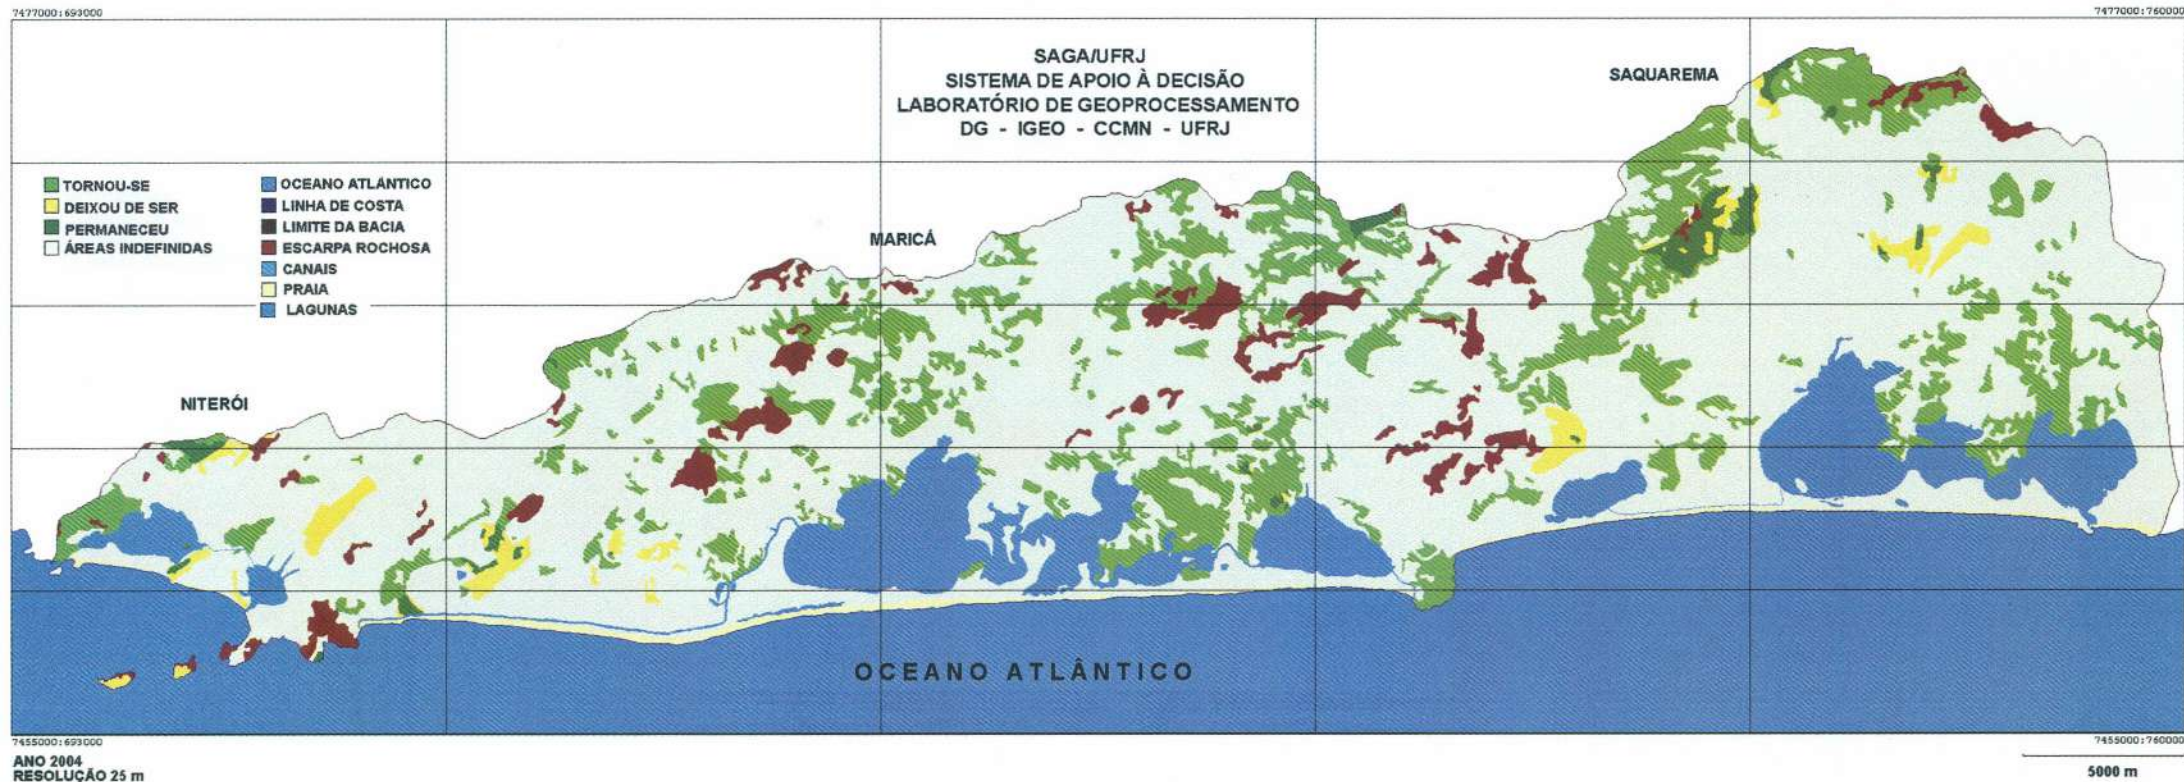 7477000:693000
7477000:760000
SAGA/UFRJ
SISTEMA DE APOIO À DECISÃO
LABORATÓRIO DE GEOPROCESSAMENTO
DG - IGEO - CCMN - UFRJ
SAQUAREMA
TORNOU-SE
DEIXOU DE SER
PERMANECEU
ÁREAS INDEFINIDAS
OCEANO ATLÁNTICO
LINHA DE COSTA
LIMITE DA BACIA
ESCARPA ROCHOSA
CANAIS
PRAIA
LAGUNAS
MARICÁ
NITERÓI
OCEANO ATLÂNTICO
7455000:693000
7455000:760000
ANO 2004
RESOLUÇÃO 25 m
5000 m